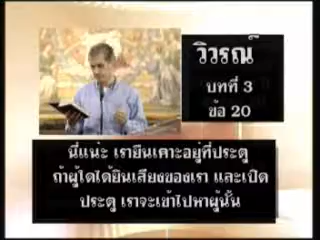 วิวรณ์
บทที่ 3
ข้อ 20
นี่แน่ะ เรายืนเคาะอยู่ที่ประตู
ถ้าผู้ใดได้ยินเสียงของเรา และเปิด
ประตู เราจะเข้าไปหาผู้นั้น